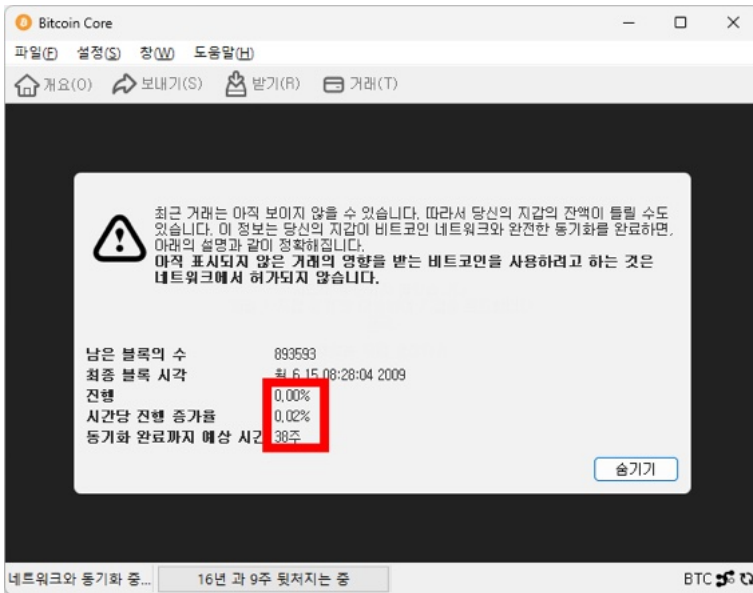 Bitcoin Core
파일(F) 설정(S) 창(W) 도움말(H)
개요(O) 보내기(S) 받기(R) 거래(T)
최근 거래는 아직 보이지 않을 수 있습니다. 따라서 당신의 지갑의 잔액이 틀릴 수도
있습니다. 이 정보는 당신의 지갑이 비트코인 네트워크와 완전한 동기화를 완료하면,
아래의 설명과 같이 정확해집니다.
아직 표시되지 않은 거래의 영향을 받는 비트코인을 사용하려고 하는 것은
네트워크에서 허가되지 않습니다.
남은 블록의 수 893593
최종 블록 시각 월 6 15 08:28:04 2009
진행 0.00%
시간당 진행 증가율 0.02%
동기화 완료까지 예상 시간 38주
숨기기
네트워크와 동기화 중... 16년 과 9주 뒷처지는 중 BTC